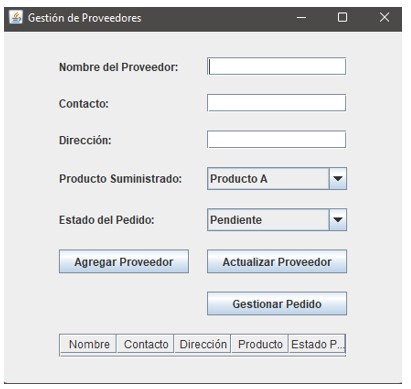 Gestión de Proveedores
Nombre del Proveedor:
Contacto:
Dirección:
Producto Suministrado: Producto A
Estado del Pedido: Pendiente
Agregar Proveedor Actualizar Proveedor
Gestionar Pedido
Nombre Contacto Dirección Producto Estado P...